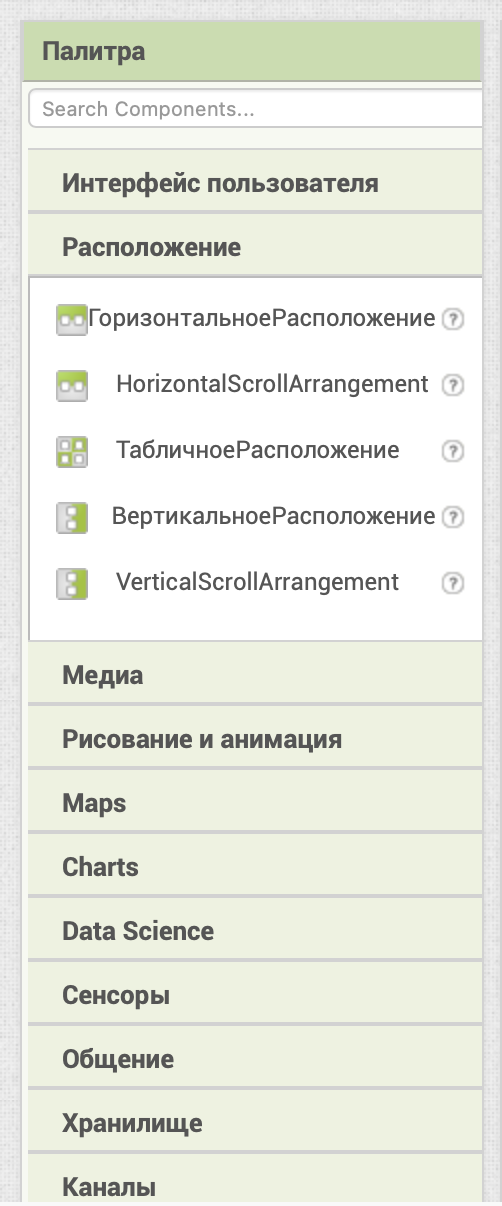 Палитра
Search Components...
Интерфейс пользователя
Расположение
ГоризонтальноеРасположение ?
HorizontalScrollArrangement ?
ТабличноеРасположение ?
ВертикальноеРасположение ?
VerticalScrollArrangement ?
Медиа
Рисование и анимация
Maps
Charts
Data Science
Сенсоры
Общение
Хранилище
Каналы